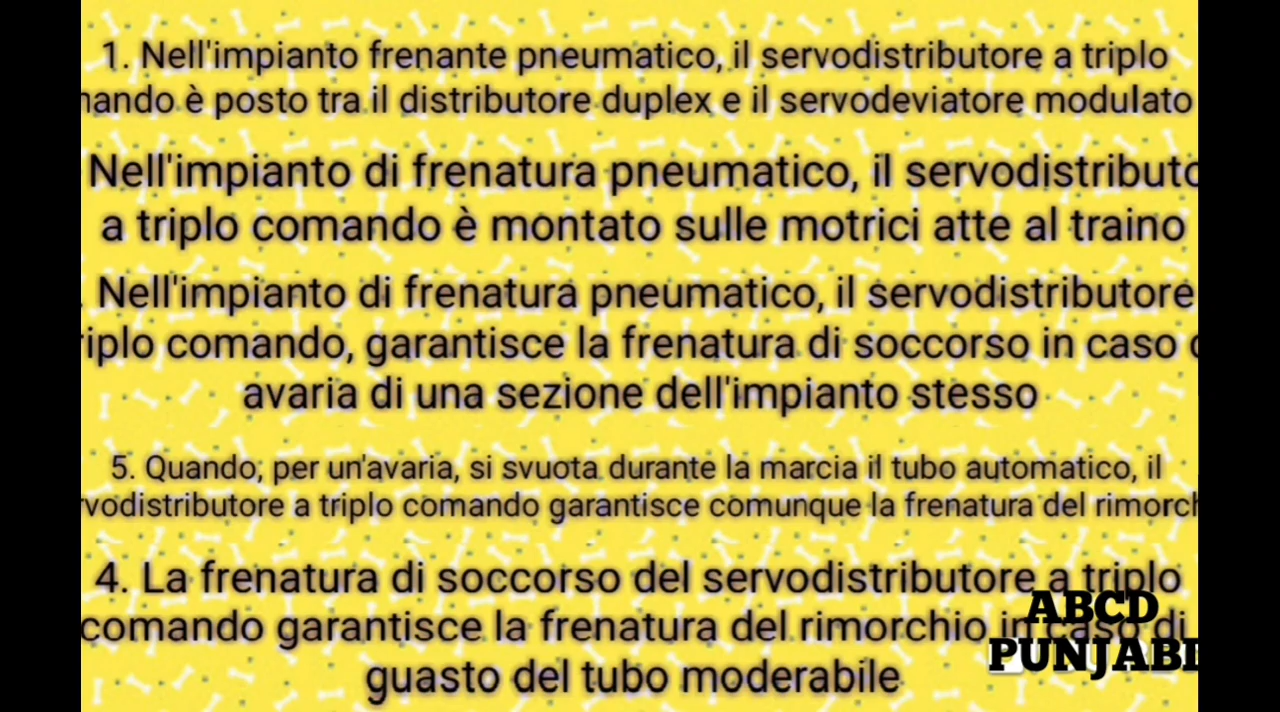 1. Nell'impianto frenante pneumatico, il servodistributore a triplo
mando è posto tra il distributore duplex e il servodeviatore modulato
Nell'impianto di frenatura pneumatico, il servodistributo
a triplo comando è montato sulle motrici atte al traino
. Nell'impianto di frenatura pneumatico, il servodistributore
riplo comando, garantisce la frenatura di soccorso in caso
avaria di una sezione dell'impianto stesso
5. Quando, per un'avaria, si svuota durante la marcia il tubo automatico, il
vodistributore a triplo comando garantisce comunque la frenatura del rimorch
4. La frenatura di soccorso del servodistributore a triplo
comando garantisce la frenatura del rimorchio in caso di
guasto del tubo moderabile
ABCD
PUNJABI